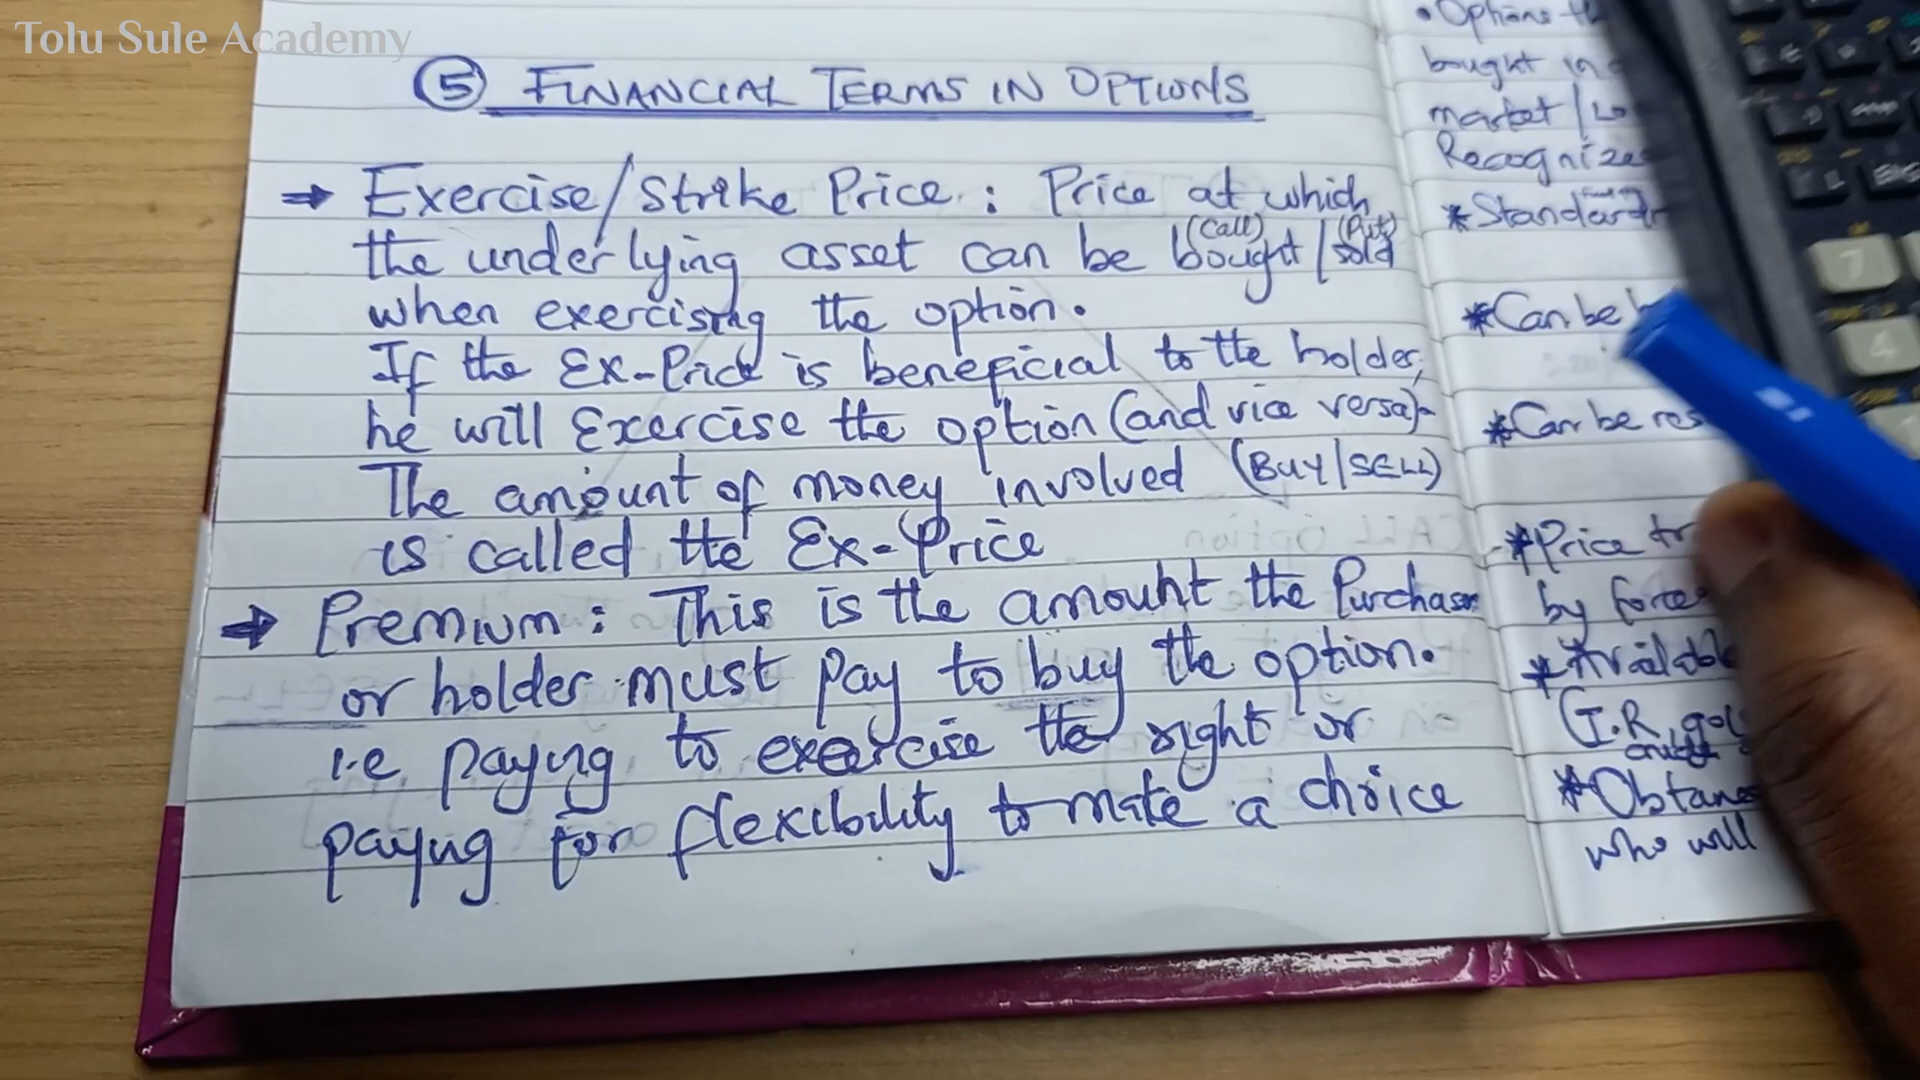 Tolu Sule Academy
5 FINANCIAL TERMS IN OPTIONS
→ Exercise/Strike Price: Price at which
the underlying asset can be bought (Call) / sold (Put)
when exercising the option.
If the Ex-Price is beneficial to the holder,
he will Exercise the option (and vice versa)-
The amount of money involved (BUY/SELL)
is called the Ex-Price
→ Premium: This is the amount the Purchaser
or holder must pay to buy the option.
i.e paying to exercise the right or
paying for flexibility to make a choice
• Options
bought in
market/
*
*Can be
*Can be
*Price
by
*Available
(I.R,
*
who will
7
4